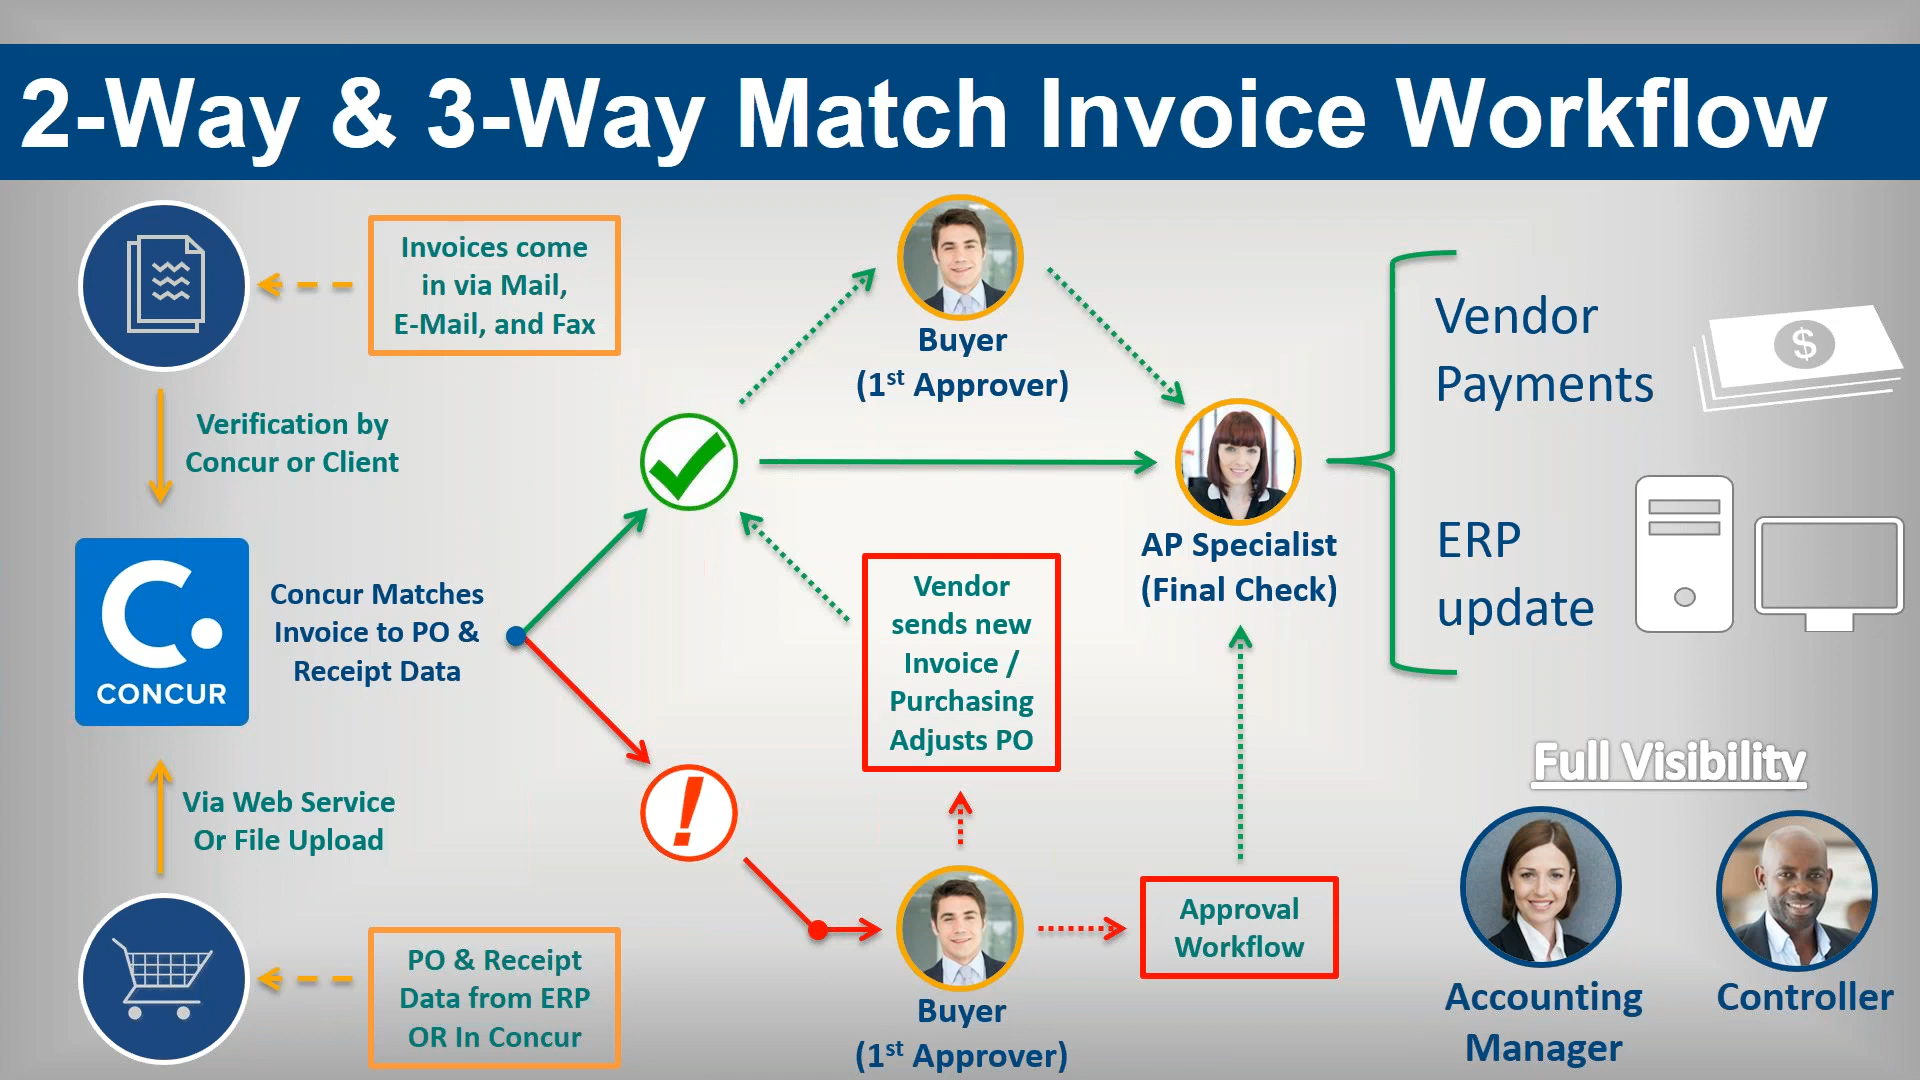 2-Way & 3-Way Match Invoice Workflow
Invoices come
in via Mail,
E-Mail, and Fax
Verification by
Concur or Client
C.
CONCUR
Concur Matches
Invoice to PO &
Receipt Data
Via Web Service
Or File Upload
PO & Receipt
Data from ERP
OR In Concur
!
Buyer
(1st Approver)
Vendor
sends new
Invoice /
Purchasing
Adjusts PO
Buyer
(1st Approver)
AP Specialist
(Final Check)
Approval
Workflow
Vendor
Payments
$
ERP
update
Full Visibility
Accounting
Manager
Controller